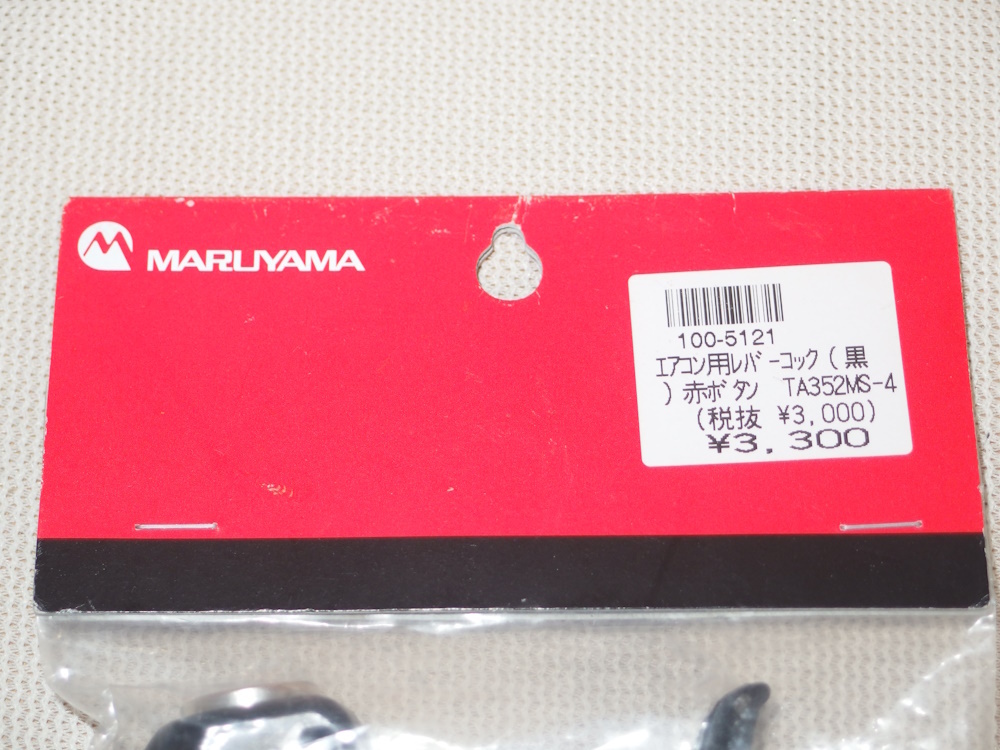 MARUYAMA
100-5121
エアコン用レバーコック(黒
)赤ボタン TA352MS-4
(税抜 ¥3,000)
¥3,300